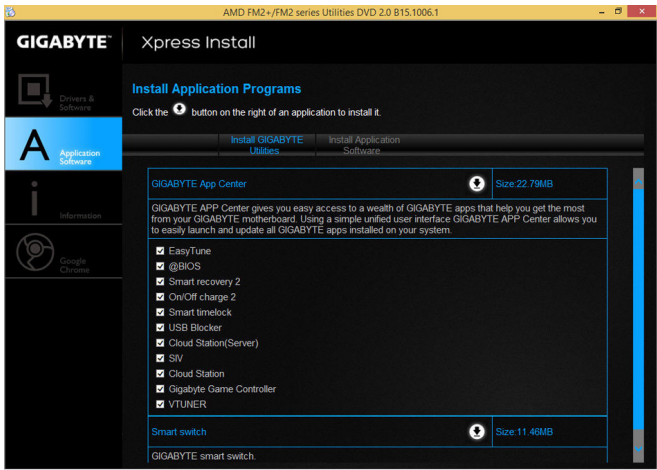 AMD FM2+/FM2 series Utilities DVD 2.0 B15.1006.1
GIGABYTE™
Xpress Install
Drivers &
Software
Application
Software
Information
Google
Chrome
Install Application Programs
Click the button on the right of an application to install it.
Install GIGABYTE
Utilities
Install Application
Software
GIGABYTE App Center
Size:22.79MB
GIGABYTE APP Center gives you easy access to a wealth of GIGABYTE apps that help you get the most
from your GIGABYTE motherboard. Using a simple unified user interface GIGABYTE APP Center allows you
to easily launch and update all GIGABYTE apps installed on your system.
EasyTune
@BIOS
Smart recovery 2
On/Off charge 2
Smart timelock
USB Blocker
Cloud Station(Server)
SIV
Cloud Station
Gigabyte Game Controller
VTUNER
Smart switch
Size:11.46MB
GIGABYTE smart switch.